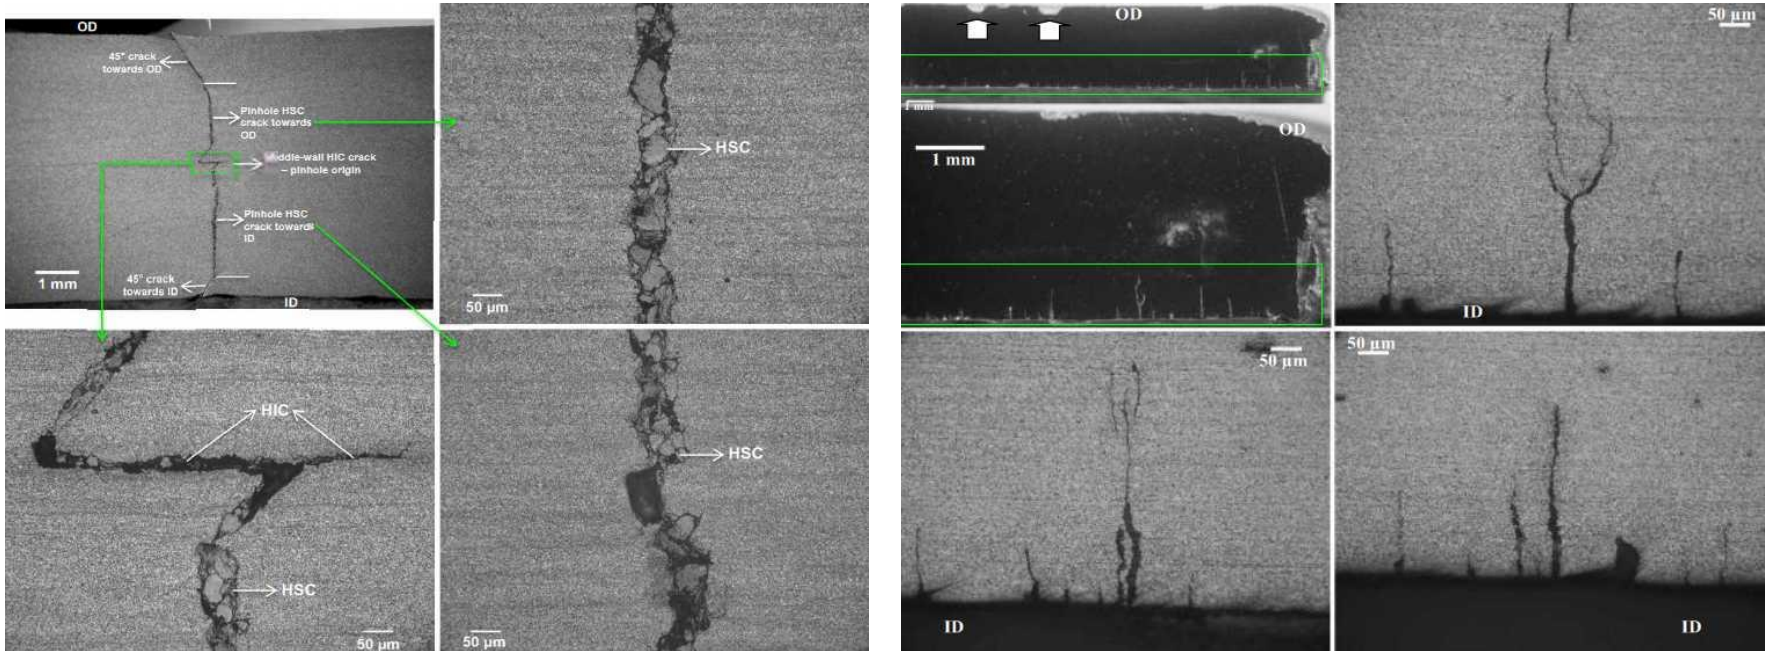 OD
45° crack
towards OD
Pinhole HSC
crack towards
OD
Middle-wall HIC crack
– pinhole origin
Pinhole HSC
crack towards
ID
1 mm
45° crack
towards ID
ID
HSC
50 µm
HIC
HSC
50 µm
HSC
50 µm
OD
1 mm
OD
1 mm
50 µm
ID
50 µm
ID
50 µm
ID